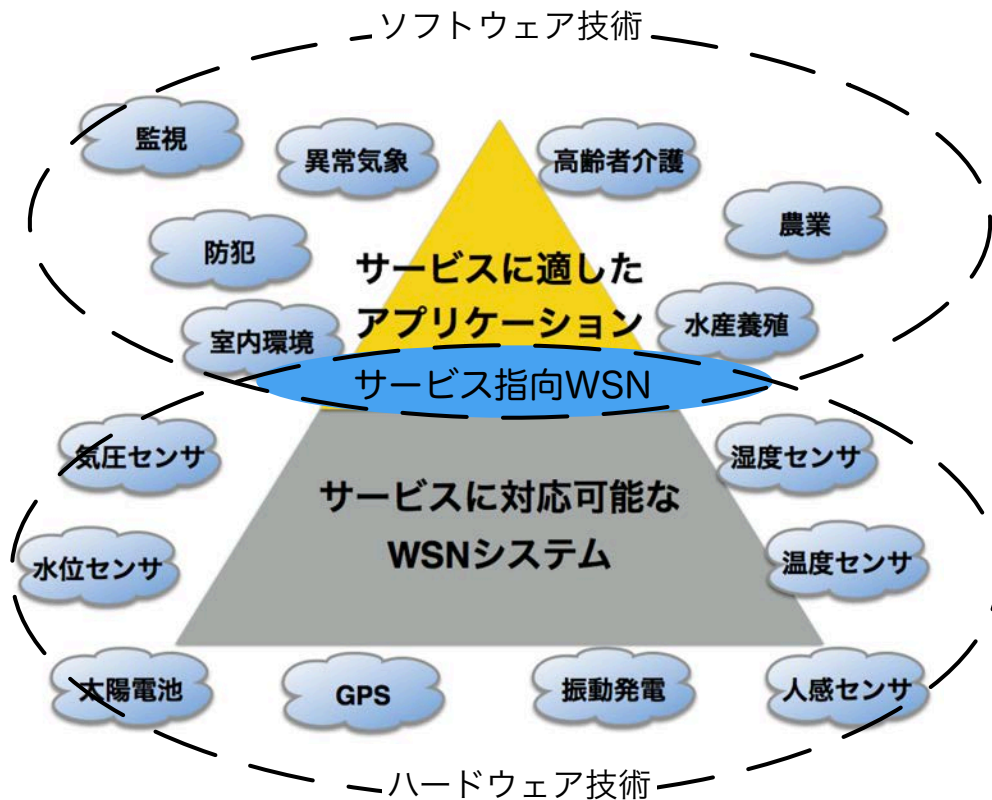 ソフトウェア技術
監視
異常気象
高齢者介護
農業
防犯
サービスに適した
アプリケーション
室内環境
水産養殖
サービス指向WSN
気圧センサ
湿度センサ
サービスに対応可能な
WSNシステム
水位センサ
温度センサ
太陽電池
GPS
振動発電
人感センサ
ハードウェア技術